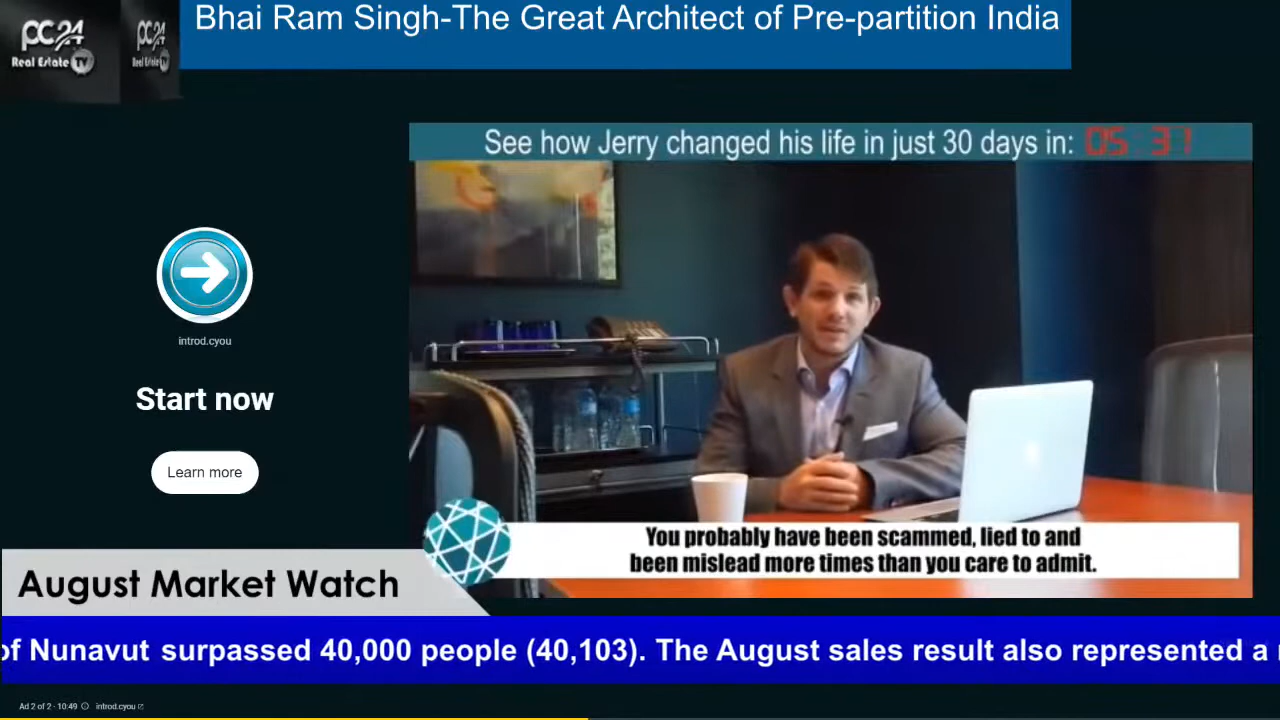 PC24
Real Estate TV
PC24
Real Estate TV
Bhai Ram Singh-The Great Architect of Pre-partition India
See how Jerry changed his life in just 30 days in: 05:37
introd.cyou
Start now
Learn more
You probably have been scammed, lied to and
been mislead more times than you care to admit.
August Market Watch
of Nunavut surpassed 40,000 people (40,103). The August sales result also represented a
Ad 2 of 2 · 10:49 introd.cyou